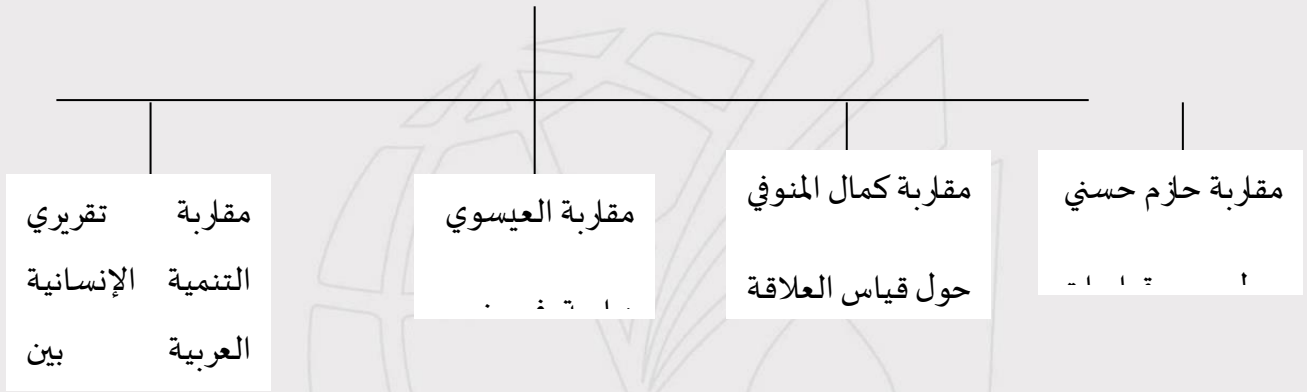 مقاربة حازم حسني
مقاربة كمال المنوفي
حول قياس العلاقة
مقاربة العيسوي
مقاربة تقريري
التنمية الإنسانية
العربية بين